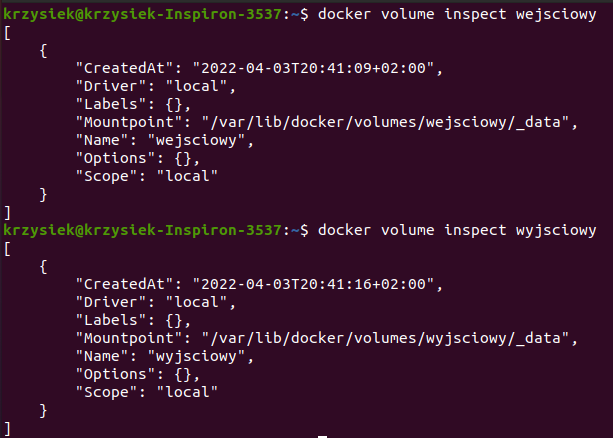 krzysiek@krzysiek-Inspiron-3537:~$ docker volume inspect wejsciowy
[
    {
        "CreatedAt": "2022-04-03T20:41:09+02:00",
        "Driver": "local",
        "Labels": {},
        "Mountpoint": "/var/lib/docker/volumes/wejsciowy/_data",
        "Name": "wejsciowy",
        "Options": {},
        "Scope": "local"
    }
]
krzysiek@krzysiek-Inspiron-3537:~$ docker volume inspect wyjsciowy
[
    {
        "CreatedAt": "2022-04-03T20:41:16+02:00",
        "Driver": "local",
        "Labels": {},
        "Mountpoint": "/var/lib/docker/volumes/wyjsciowy/_data",
        "Name": "wyjsciowy",
        "Options": {},
        "Scope": "local"
    }
]